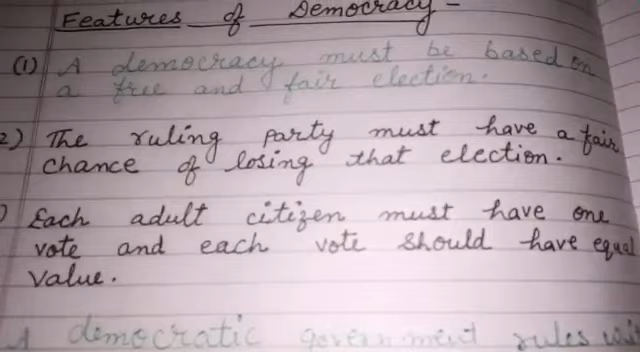 Features of Democracy -
(1) A democracy must be based on
a free and fair election.
2) The ruling party must have a fair
chance of losing that election.
) Each adult citizen must have one
vote and each vote should have equal
value.
A democratic government rules